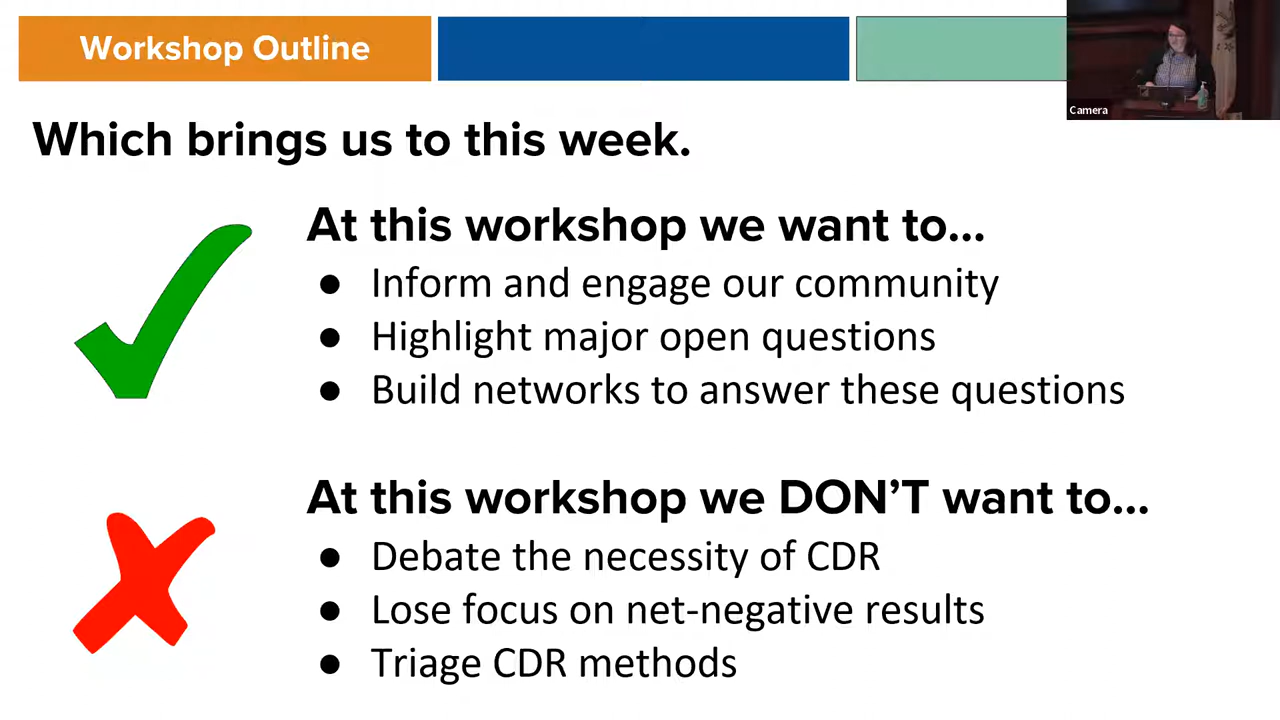 Workshop Outline
Camera
Which brings us to this week.
At this workshop we want to...
● Inform and engage our community
● Highlight major open questions
● Build networks to answer these questions
At this workshop we DON’T want to...
● Debate the necessity of CDR
● Lose focus on net-negative results
● Triage CDR methods